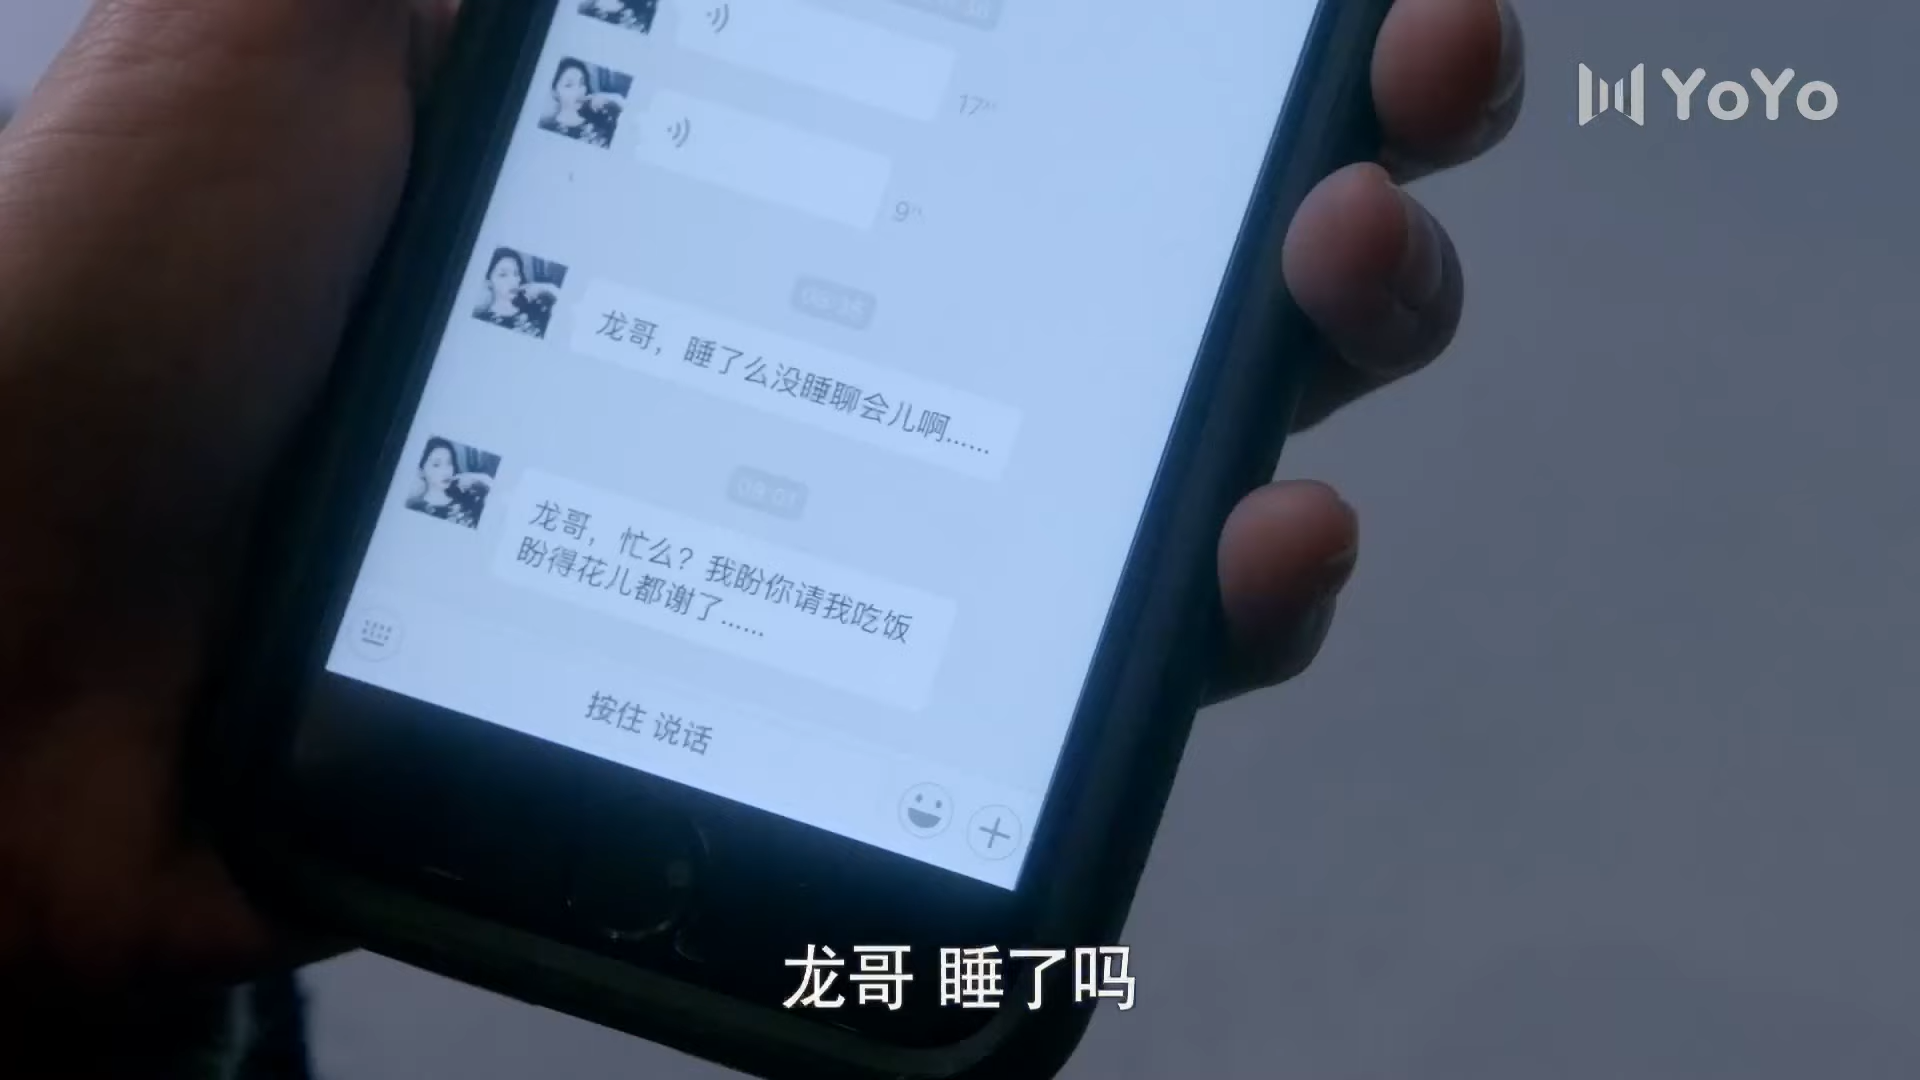 YoYo
17"
9"
龙哥，睡了么没睡聊会儿啊......
龙哥，忙么？我盼你请我吃饭
盼得花儿都谢了......
按住 说话
龙哥 睡了吗